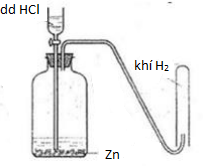 dd HCl
khí H₂
Zn